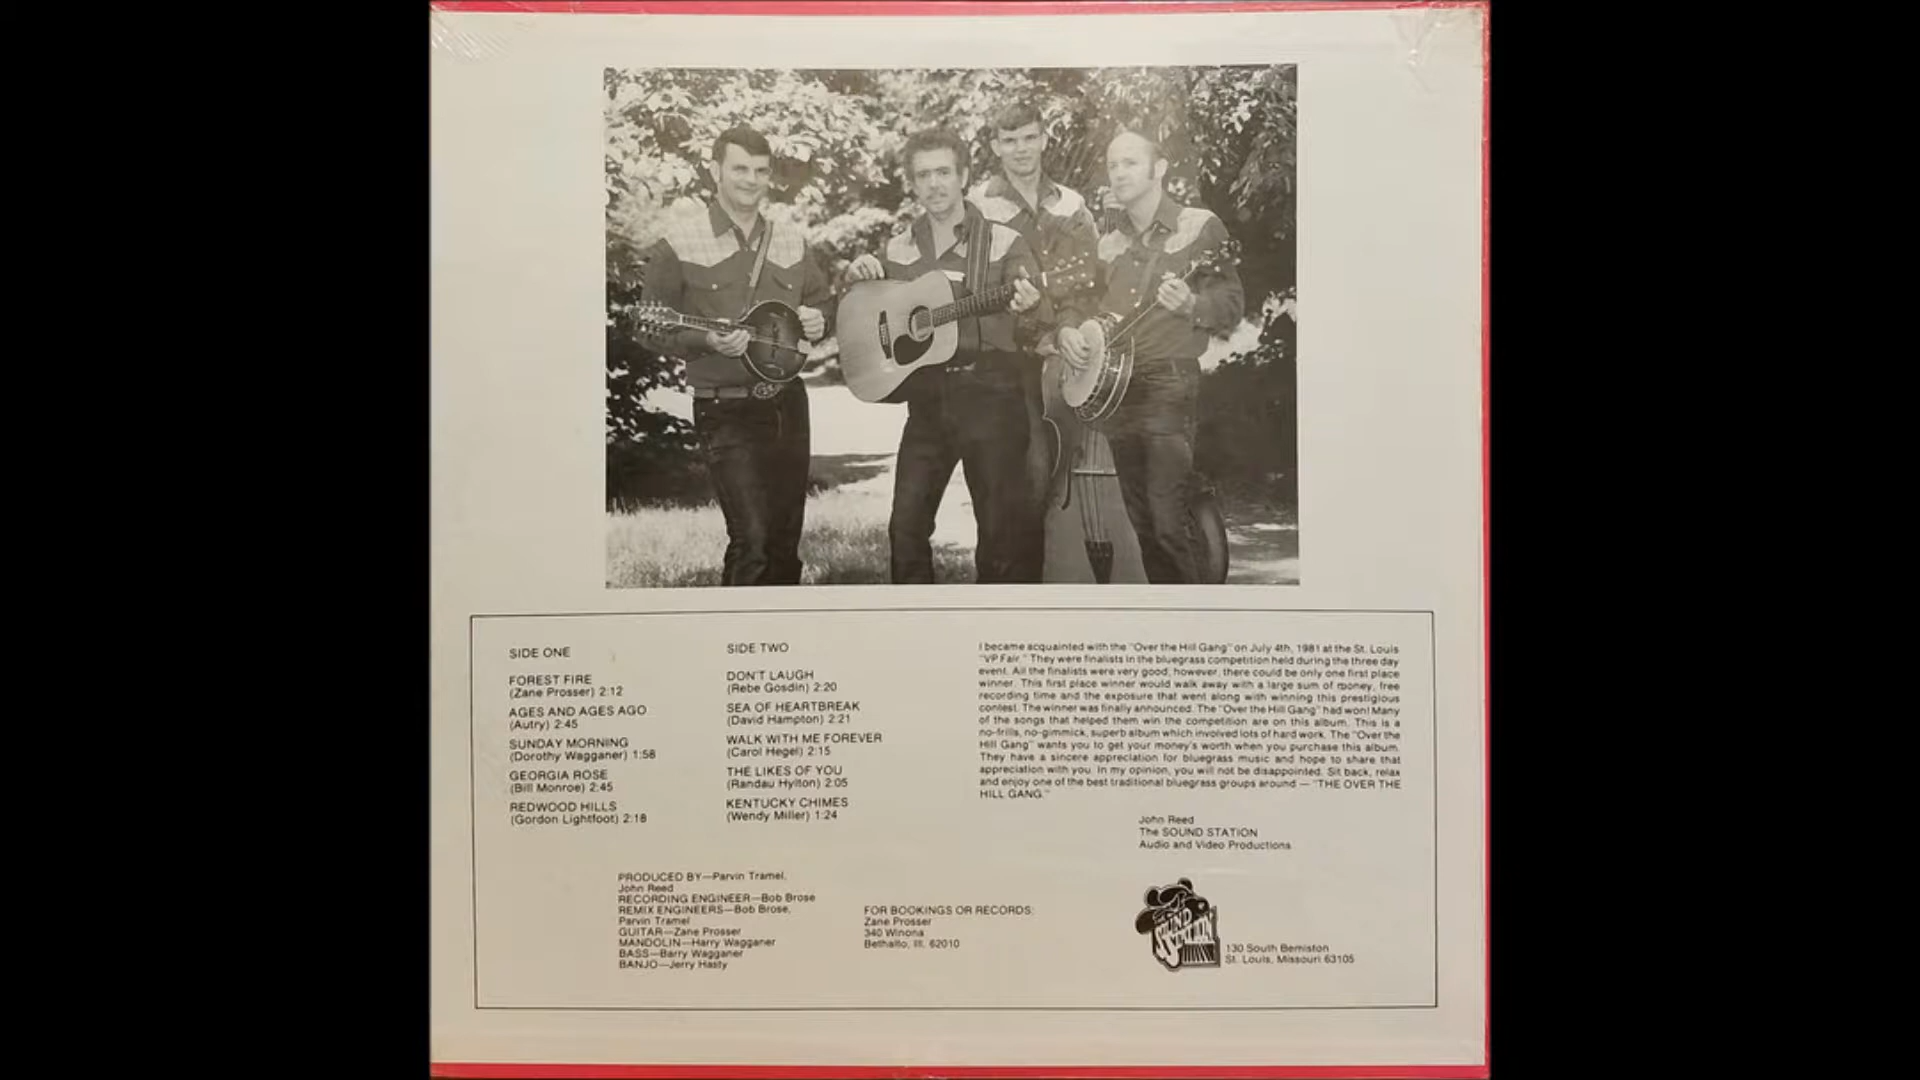 SIDE ONE
FOREST FIRE
(Zane Prosser) 2:12
AGES AND AGES AGO
(Autry) 2:45
SUNDAY MORNING
(Dorothy Wagganer) 1:58
GEORGIA ROSE
(Bill Monroe) 2:45
REDWOOD HILLS
(Gordon Lightfoot) 2:18
SIDE TWO
DON'T LAUGH
(Rebe Gosdin) 2:20
SEA OF HEARTBREAK
(David Hampton) 2:21
WALK WITH ME FOREVER
(Carol Hegel) 2:15
THE LIKES OF YOU
(Randau Hylton) 2:05
KENTUCKY CHIMES
(Wendy Miller) 1:24
I became acquainted with the "Over the Hill Gang" on July 4th, 1981 at the St. Louis
"VP Fair." They were finalists in the bluegrass competition held during the three day
event. All the finalists were very good; however, there could be only one first place
winner. This first place winner would walk away with a large sum of money, free
recording time and the exposure that went along with winning this prestigious
contest. The winner was finally announced. The "Over the Hill Gang" had won! Many
of the songs that helped them win the competition are on this album. This is a
no-frills, no-gimmick, superb album which involved lots of hard work. The "Over the
Hill Gang" wants you to get your money's worth when you purchase this album.
They have a sincere appreciation for bluegrass music and hope to share that
appreciation with you. In my opinion, you will not be disappointed. Sit back, relax
and enjoy one of the best traditional bluegrass groups around — "THE OVER THE
HILL GANG."
John Reed
The SOUND STATION
Audio and Video Productions
PRODUCED BY—Parvin Tramel,
John Reed
RECORDING ENGINEER—Bob Brose
REMIX ENGINEERS—Bob Brose,
Parvin Tramel
GUITAR—Zane Prosser
MANDOLIN—Harry Wagganer
BASS—Barry Wagganer
BANJO—Jerry Hasty
FOR BOOKINGS OR RECORDS:
Zane Prosser
340 Winona
Bethalto, Ill. 62010
SOUND
STATION
130 South Bemiston
St. Louis, Missouri 63105